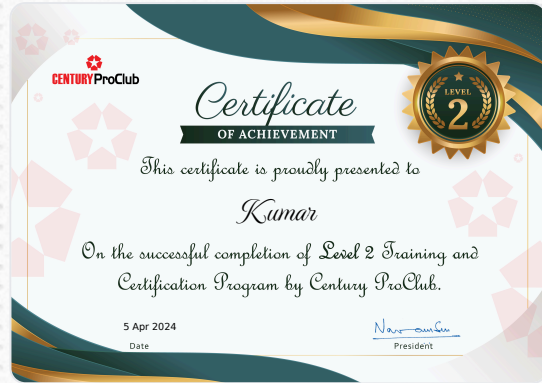 CENTURY ProClub
Certificate
OF ACHIEVEMENT
LEVEL
2
This certificate is proudly presented to
Kumar
On the successful completion of Level 2 Training and
Certification Program by Century ProClub.
5 Apr 2024
Date
President